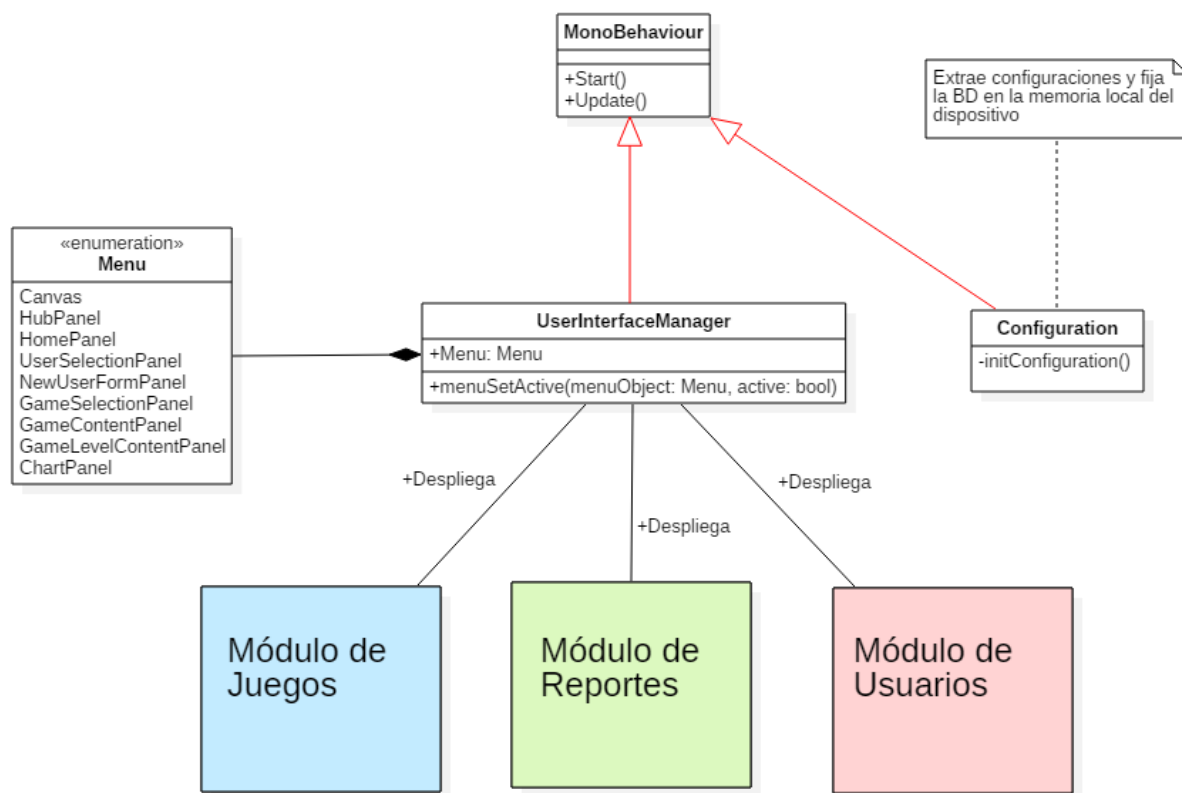 MonoBehaviour
+Start()
+Update()
Extrae configuraciones y fija
la BD en la memoria local del
dispositivo
«enumeration»
Menu
Canvas
HubPanel
HomePanel
UserSelectionPanel
NewUserFormPanel
GameSelectionPanel
GameContentPanel
GameLevelContentPanel
ChartPanel
UserInterfaceManager
+Menu: Menu
+menuSetActive(menuObject: Menu, active: bool)
Configuration
-initConfiguration()
+Despliega
+Despliega
+Despliega
Módulo de
Juegos
Módulo de
Reportes
Módulo de
Usuarios